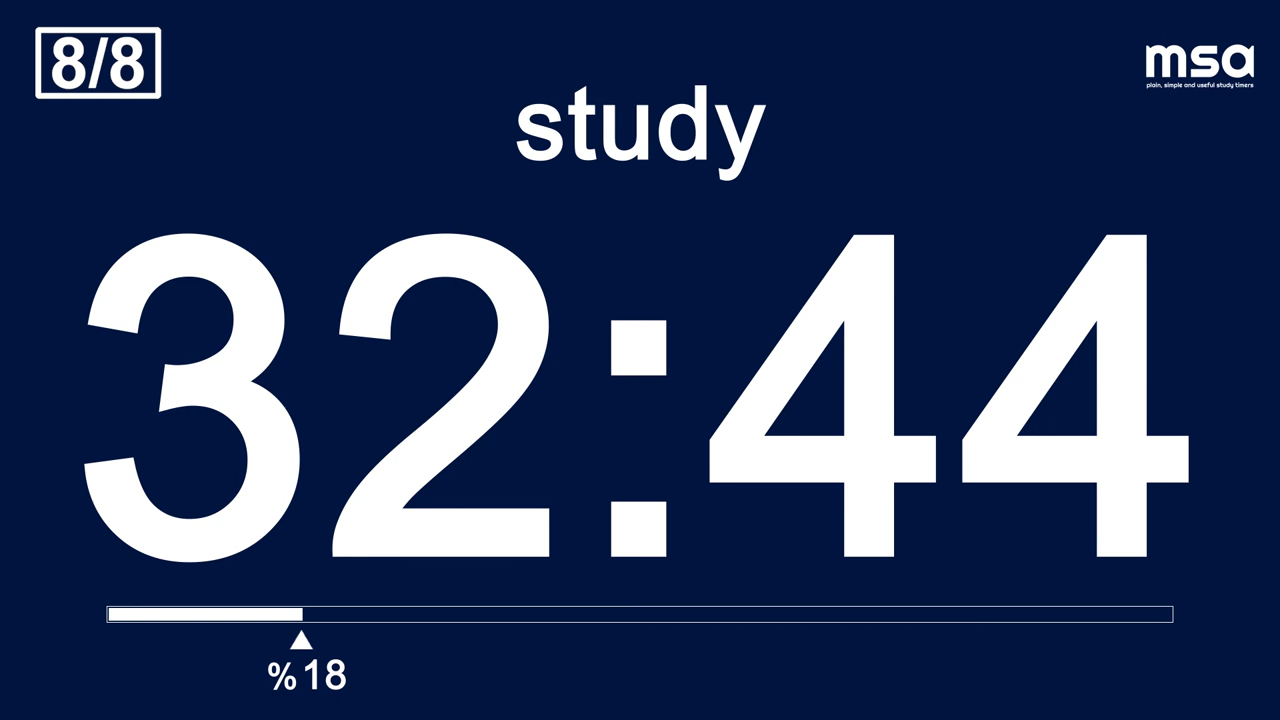 8/8
msa
plain, simple and useful study timers
study
32:44
%18